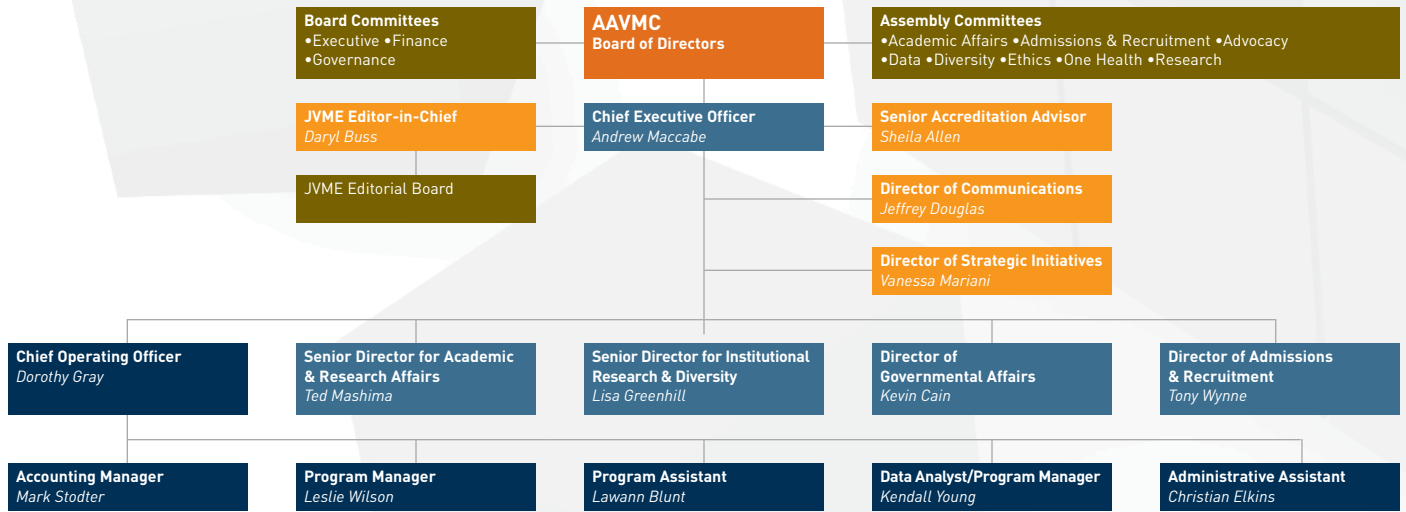 Board Committees
•Executive •Finance
•Governance
AAVMC
Board of Directors
Assembly Committees
•Academic Affairs •Admissions & Recruitment •Advocacy
•Data •Diversity •Ethics •One Health •Research
JVME Editor-in-Chief
Daryl Buss
Chief Executive Officer
Andrew Maccabe
Senior Accreditation Advisor
Sheila Allen
JVME Editorial Board
Director of Communications
Jeffrey Douglas
Director of Strategic Initiatives
Vanessa Mariani
Chief Operating Officer
Dorothy Gray
Senior Director for Academic
& Research Affairs
Ted Mashima
Senior Director for Institutional
Research & Diversity
Lisa Greenhill
Director of
Governmental Affairs
Kevin Cain
Director of Admissions
& Recruitment
Tony Wynne
Accounting Manager
Mark Stodter
Program Manager
Leslie Wilson
Program Assistant
Lawann Blunt
Data Analyst/Program Manager
Kendall Young
Administrative Assistant
Christian Elkins